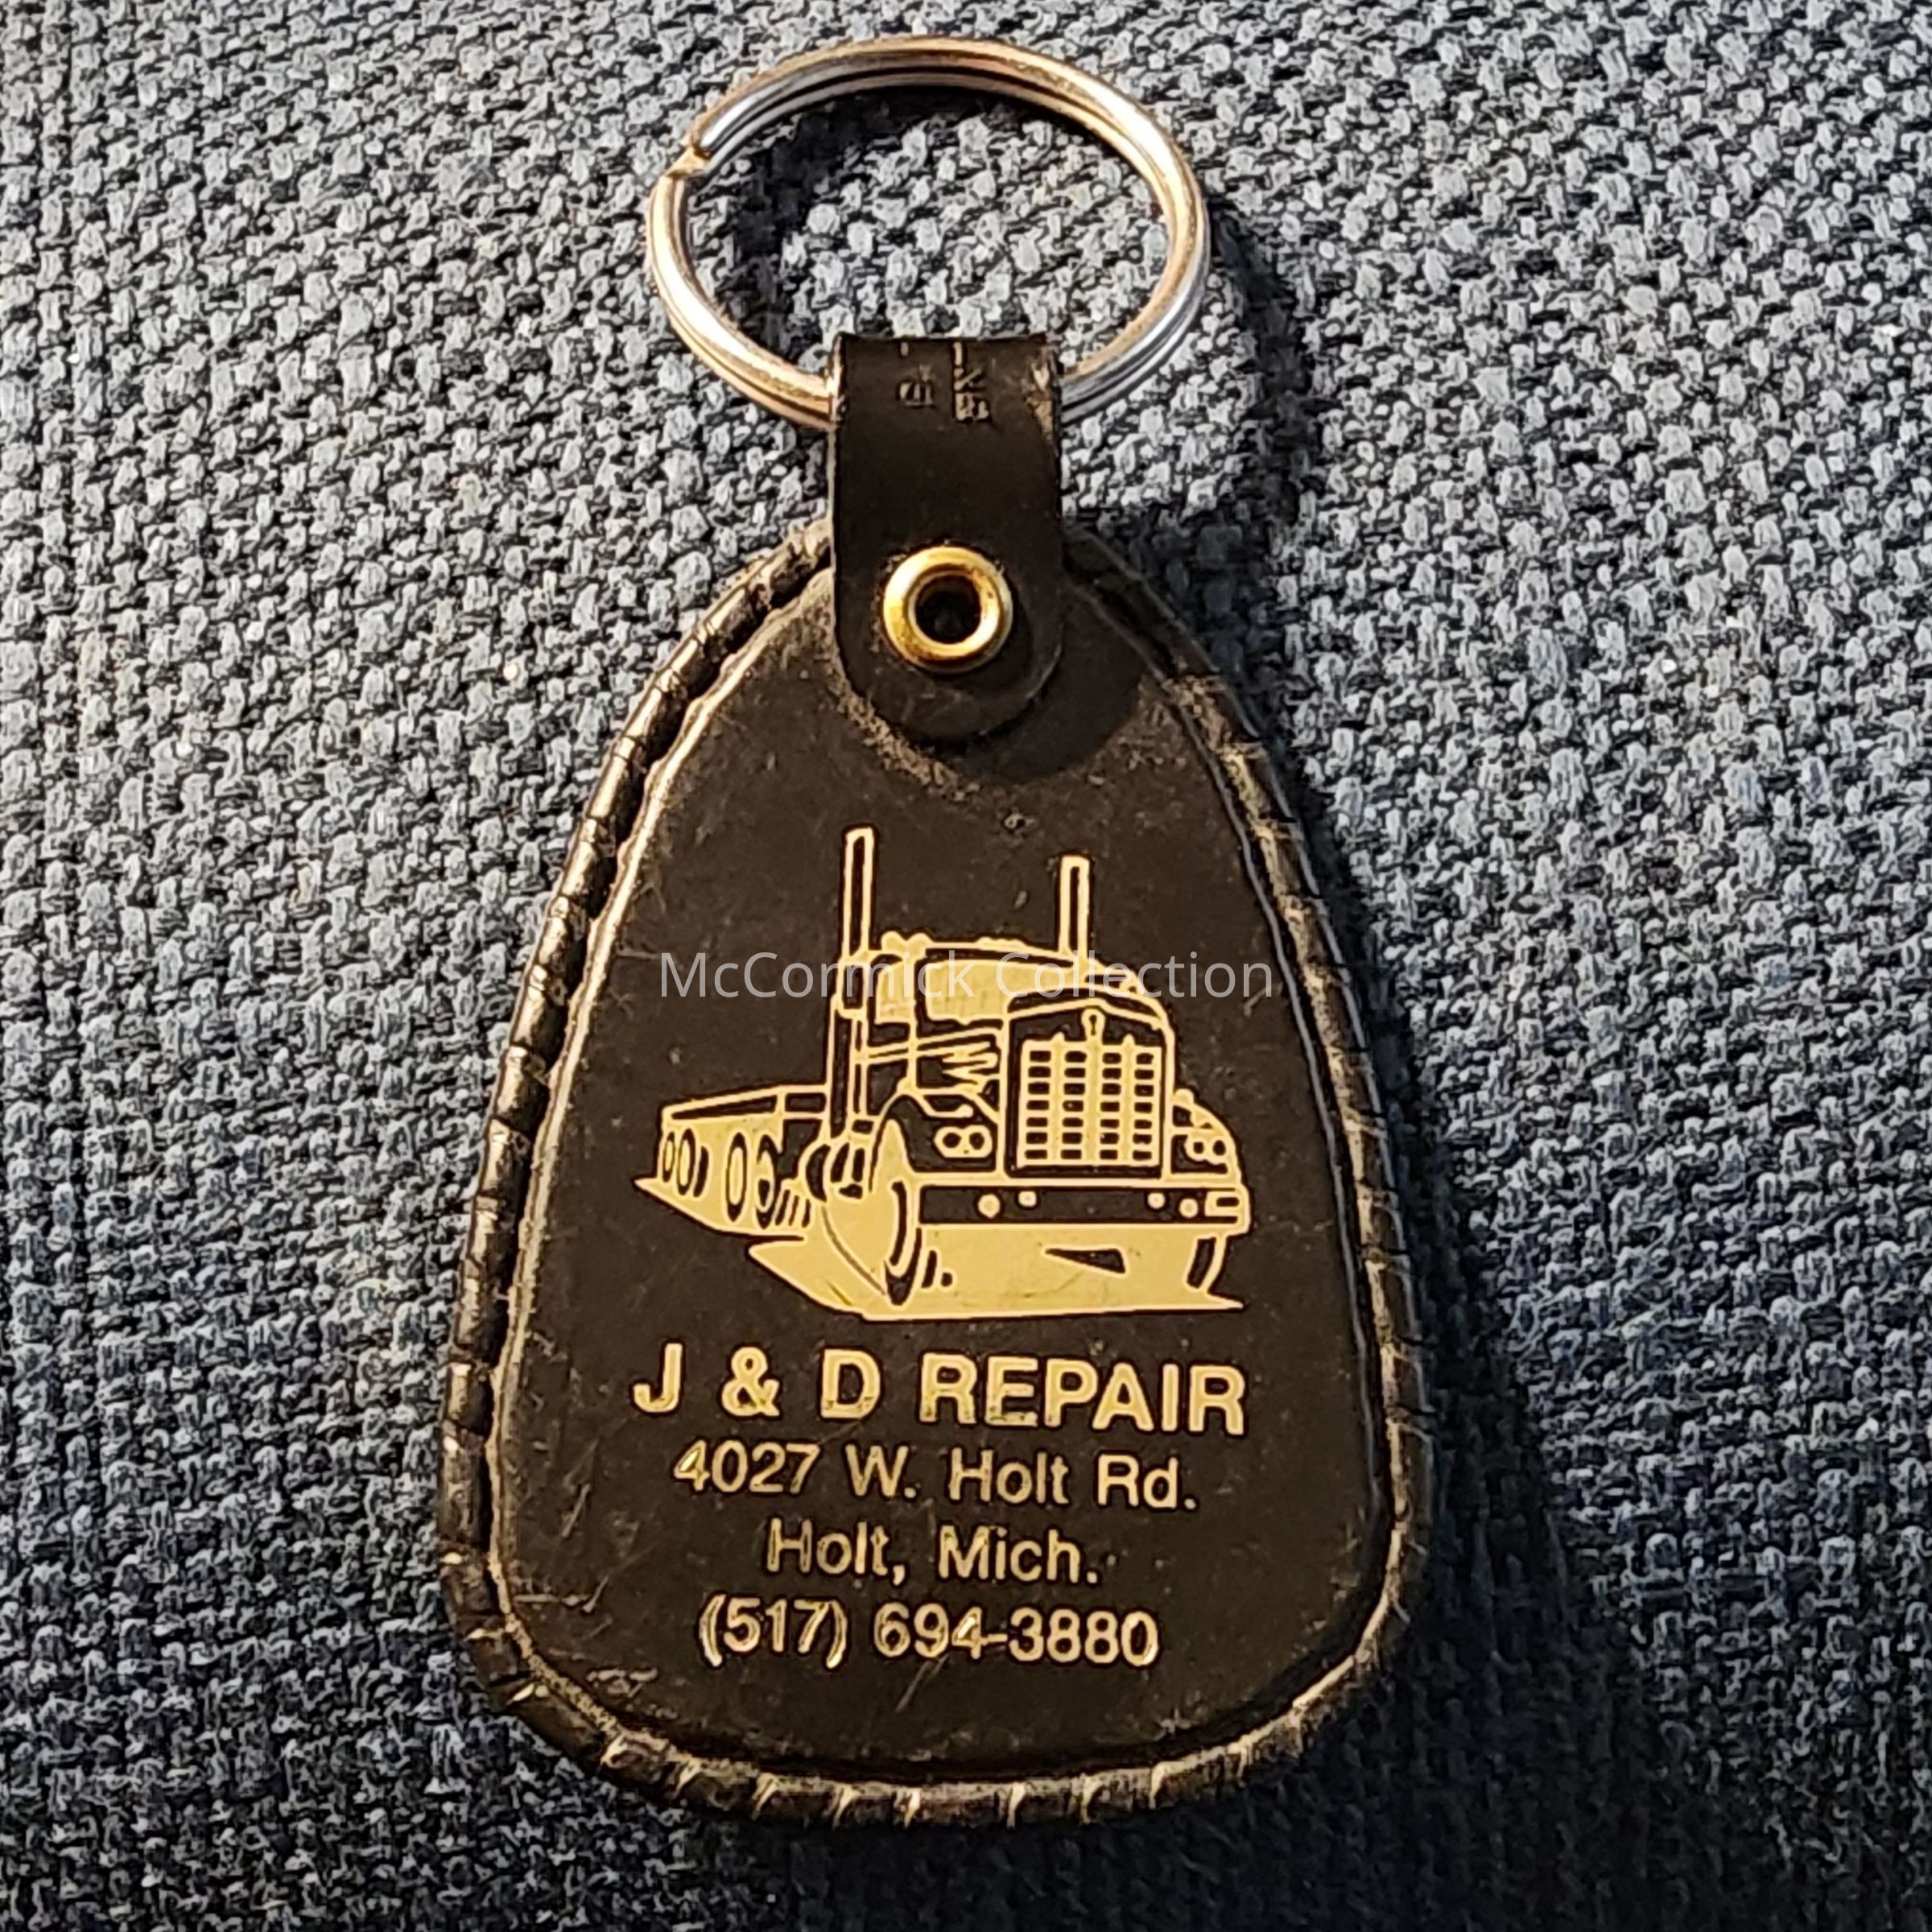 McCormick Collection
J & D REPAIR
4027 W. Holt Rd.
Holt, Mich.
(517) 694-3880